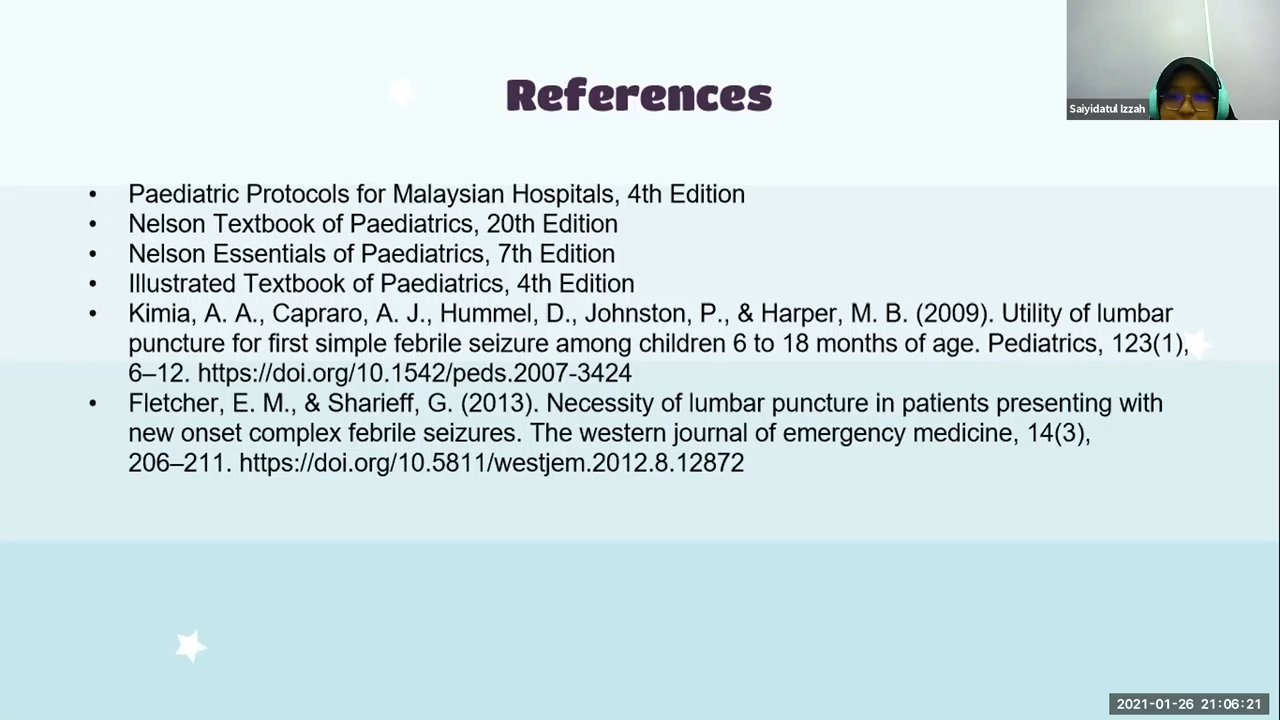 References
Saiyidatul Izzah
• Paediatric Protocols for Malaysian Hospitals, 4th Edition
• Nelson Textbook of Paediatrics, 20th Edition
• Nelson Essentials of Paediatrics, 7th Edition
• Illustrated Textbook of Paediatrics, 4th Edition
• Kimia, A. A., Capraro, A. J., Hummel, D., Johnston, P., & Harper, M. B. (2009). Utility of lumbar
puncture for first simple febrile seizure among children 6 to 18 months of age. Pediatrics, 123(1),
6–12. https://doi.org/10.1542/peds.2007-3424
• Fletcher, E. M., & Sharieff, G. (2013). Necessity of lumbar puncture in patients presenting with
new onset complex febrile seizures. The western journal of emergency medicine, 14(3),
206–211. https://doi.org/10.5811/westjem.2012.8.12872
2021-01-26 21:06:21